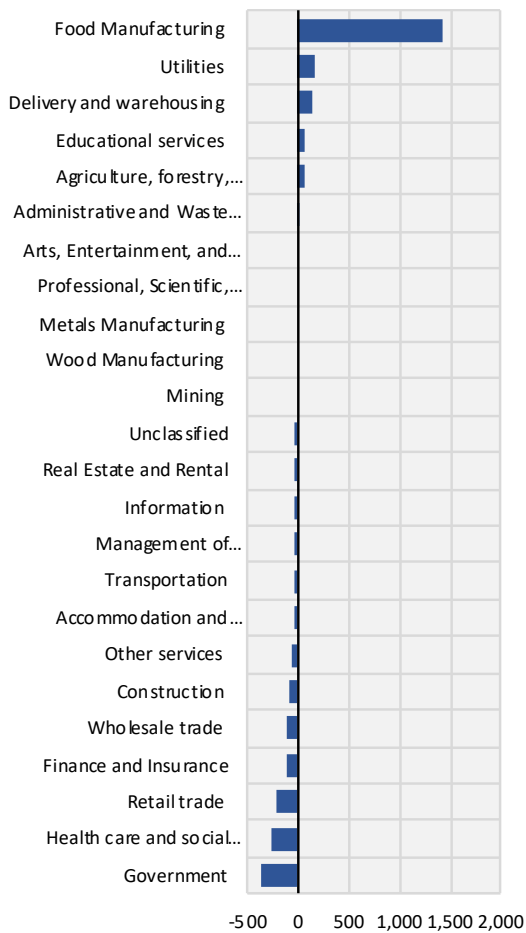 Food Manufacturing
Utilities
Delivery and warehousing
Educational services
Agriculture, forestry,...
Administrative and Waste...
Arts, Entertainment, and...
Professional, Scientific,...
Metals Manufacturing
Wood Manufacturing
Mining
Unclassified
Real Estate and Rental
Information
Management of...
Transportation
Accommodation and...
Other services
Construction
Wholesale trade
Finance and Insurance
Retail trade
Health care and social...
Government
-500 0 500 1,000 1,500 2,000